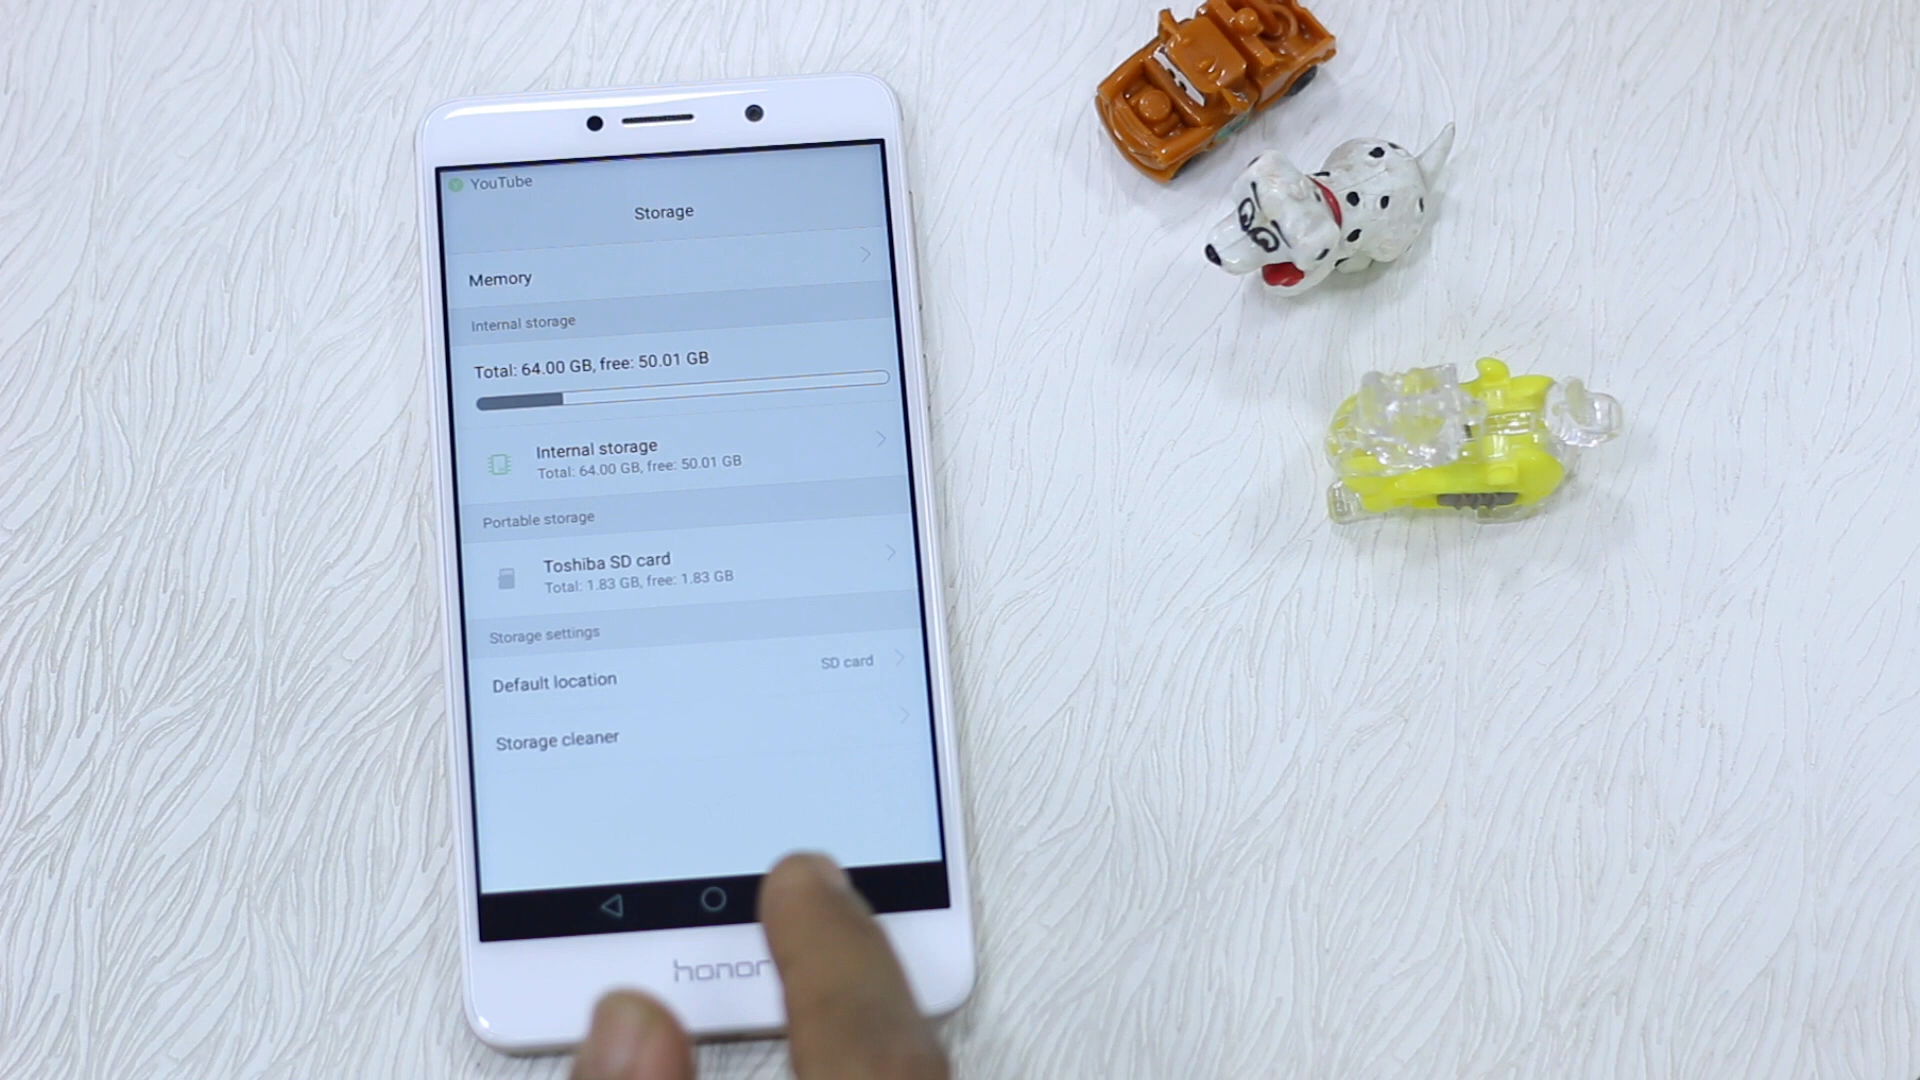 YouTube
Storage
Memory
Internal storage
Total: 64.00 GB, free: 50.01 GB
Internal storage
Total: 64.00 GB, free: 50.01 GB
Portable storage
Toshiba SD card
Total: 1.83 GB, free: 1.83 GB
Storage settings
Default location SD card
Storage cleaner
honor